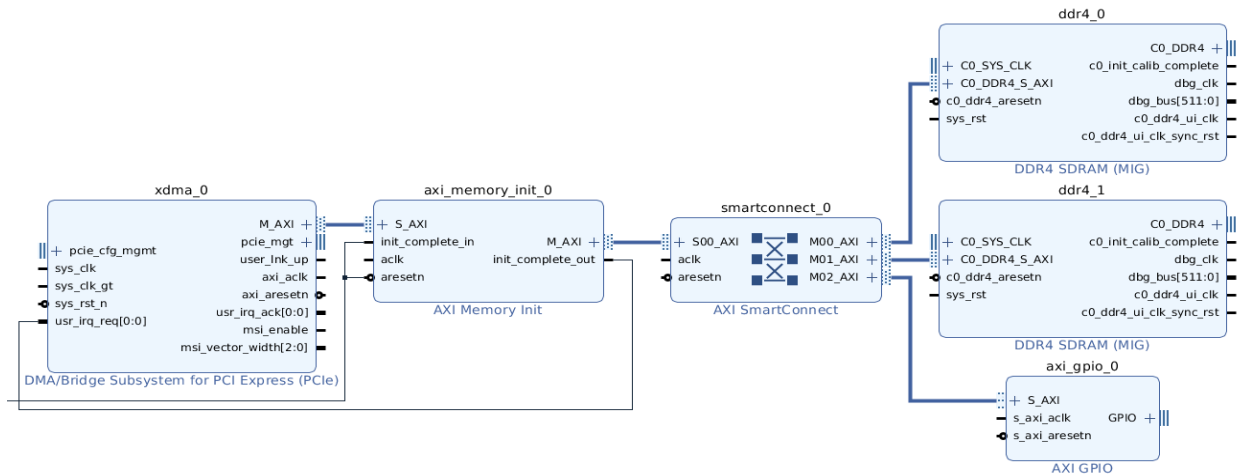 xdma_0
M_AXI
pcie_mgt
pcie_cfg_mgmt
user_lnk_up
sys_clk
axi_aclk
sys_clk_gt
axi_aresetn
sys_rst_n
usr_irq_ack[0:0]
usr_irq_req[0:0]
msi_enable
msi_vector_width[2:0]
DMA/Bridge Subsystem for PCI Express (PCIe)
axi_memory_init_0
S_AXI
init_complete_in
M_AXI
aclk
init_complete_out
aresetn
AXI Memory Init
smartconnect_0
S00_AXI
M00_AXI
aclk
M01_AXI
aresetn
M02_AXI
AXI SmartConnect
ddr4_0
C0_DDR4
C0_SYS_CLK
c0_init_calib_complete
C0_DDR4_S_AXI
dbg_clk
c0_ddr4_aresetn
dbg_bus[511:0]
sys_rst
c0_ddr4_ui_clk
c0_ddr4_ui_clk_sync_rst
DDR4 SDRAM (MIG)
ddr4_1
C0_DDR4
C0_SYS_CLK
c0_init_calib_complete
C0_DDR4_S_AXI
dbg_clk
c0_ddr4_aresetn
dbg_bus[511:0]
sys_rst
c0_ddr4_ui_clk
c0_ddr4_ui_clk_sync_rst
DDR4 SDRAM (MIG)
axi_gpio_0
S_AXI
s_axi_aclk
GPIO
s_axi_aresetn
AXI GPIO